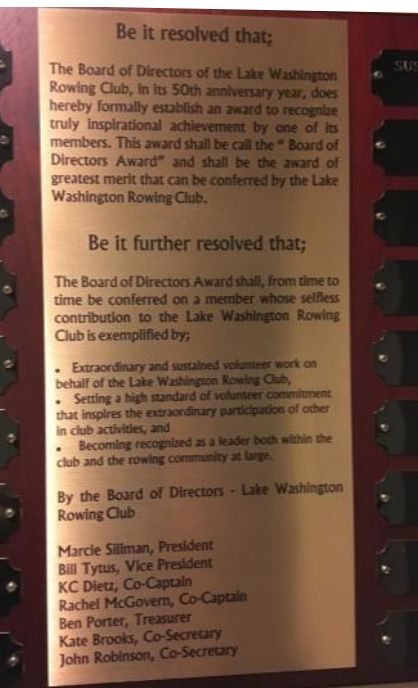 Be it resolved that;
The Board of Directors of the Lake Washington
Rowing Club, in its 50th anniversary year, does
hereby formally establish an award to recognize
truly inspirational achievement by one of its
members. This award shall be call the “ Board of
Directors Award” and shall be the award of
greatest merit that can be conferred by the Lake
Washington Rowing Club.
Be it further resolved that;
The Board of Directors Award shall, from time to
time be conferred on a member whose selfless
contribution to the Lake Washington Rowing
Club is exemplified by;
• Extraordinary and sustained volunteer work on
behalf of the Lake Washington Rowing Club,
• Setting a high standard of volunteer commitment
that inspires the extraordinary participation of other
in club activities, and
• Becoming recognized as a leader both within the
club and the rowing community at large.
By the Board of Directors - Lake Washington
Rowing Club
Marcie Sillman, President
Bill Tytus, Vice President
KC Dietz, Co-Captain
Rachel McGovern, Co-Captain
Ben Porter, Treasurer
Kate Brooks, Co-Secretary
John Robinson, Co-Secretary